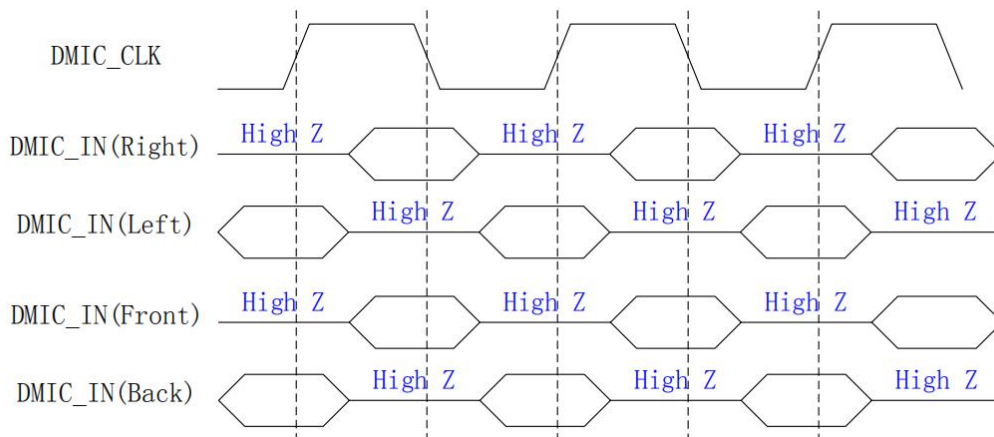 DMIC_CLK
DMIC_IN(Right) High Z High Z High Z
DMIC_IN(Left) High Z High Z High Z
DMIC_IN(Front) High Z High Z High Z
DMIC_IN(Back) High Z High Z High Z